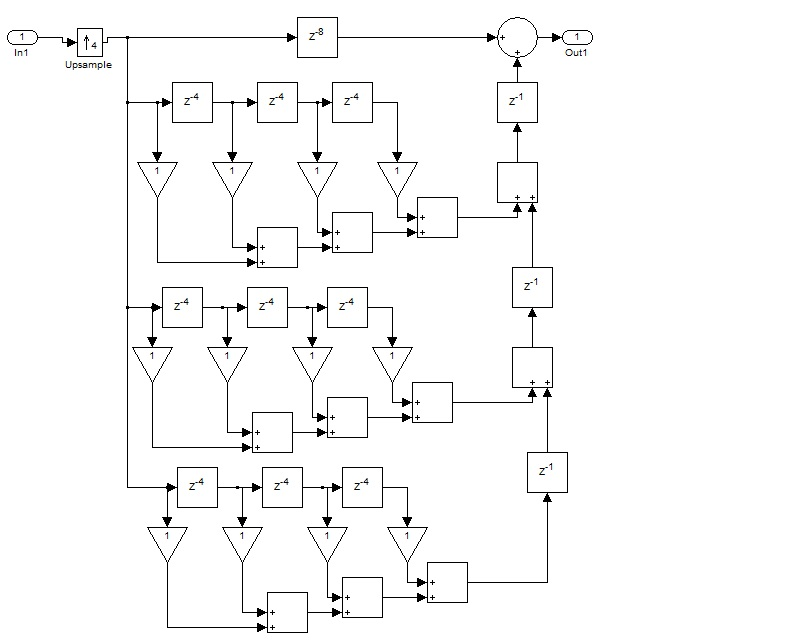 1
In1
4
Upsample
z-8
+
+
1
Out1
z-4
z-4
z-4
z-1
1
1
1
1
+ +
+
+
+
+
+
+
z-1
z-4
z-4
z-4
1
1
1
1
+ +
+
+
+
+
+
+
z-1
z-4
z-4
z-4
1
1
1
1
+
+
+
+
+
+